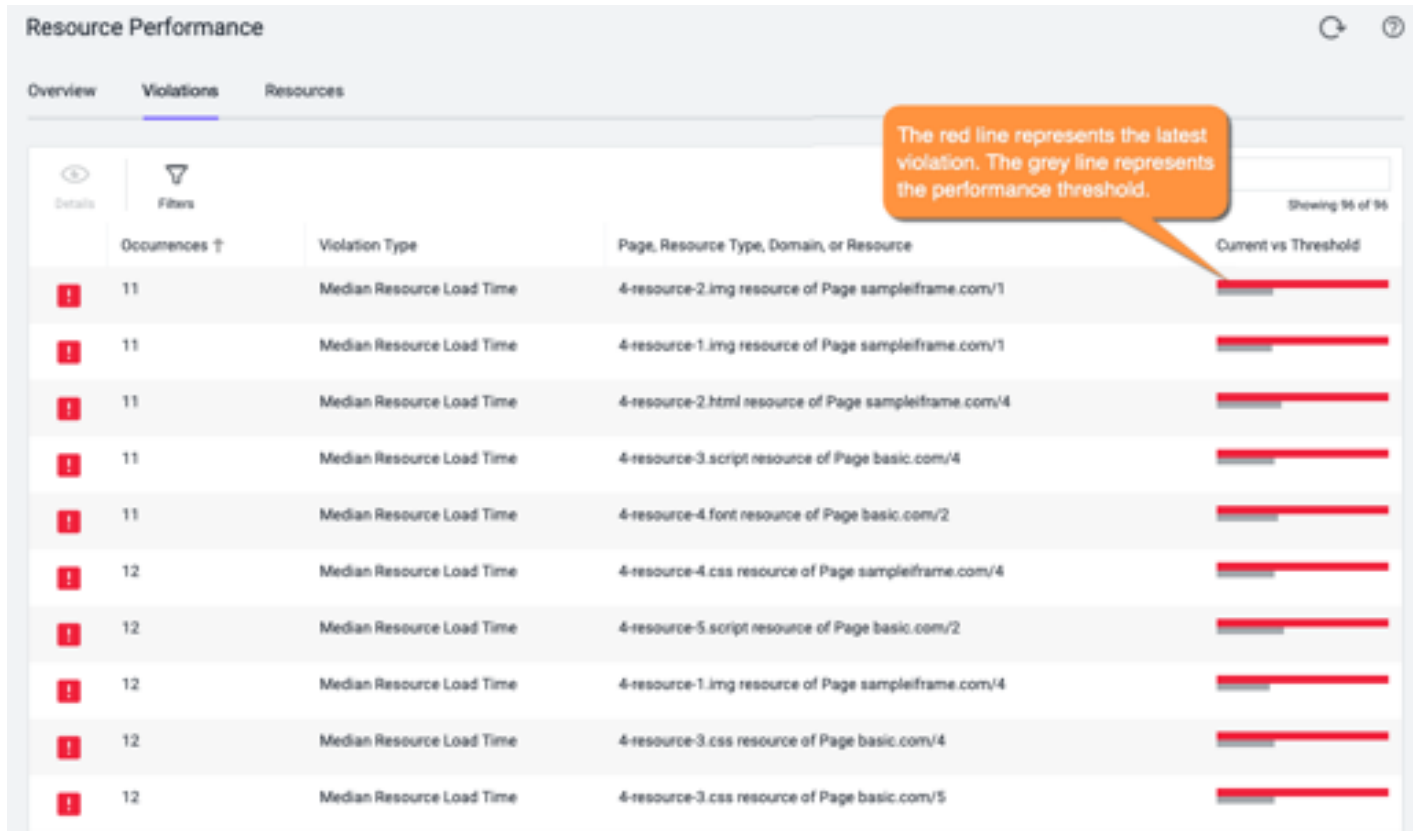 Resource Performance
Overview Violations Resources
The red line represents the latest
violation. The grey line represents
the performance threshold.
Details Filters
Showing 96 of 96
Occurrences ↑ Violation Type Page, Resource Type, Domain, or Resource Current vs Threshold
11 Median Resource Load Time 4-resource-2.img resource of Page sampleiframe.com/1
11 Median Resource Load Time 4-resource-1.img resource of Page sampleiframe.com/1
11 Median Resource Load Time 4-resource-2.html resource of Page sampleiframe.com/4
11 Median Resource Load Time 4-resource-3.script resource of Page basic.com/4
11 Median Resource Load Time 4-resource-4.font resource of Page basic.com/2
12 Median Resource Load Time 4-resource-4.css resource of Page sampleiframe.com/4
12 Median Resource Load Time 4-resource-5.script resource of Page basic.com/2
12 Median Resource Load Time 4-resource-1.img resource of Page sampleiframe.com/4
12 Median Resource Load Time 4-resource-3.css resource of Page basic.com/4
12 Median Resource Load Time 4-resource-3.css resource of Page basic.com/5